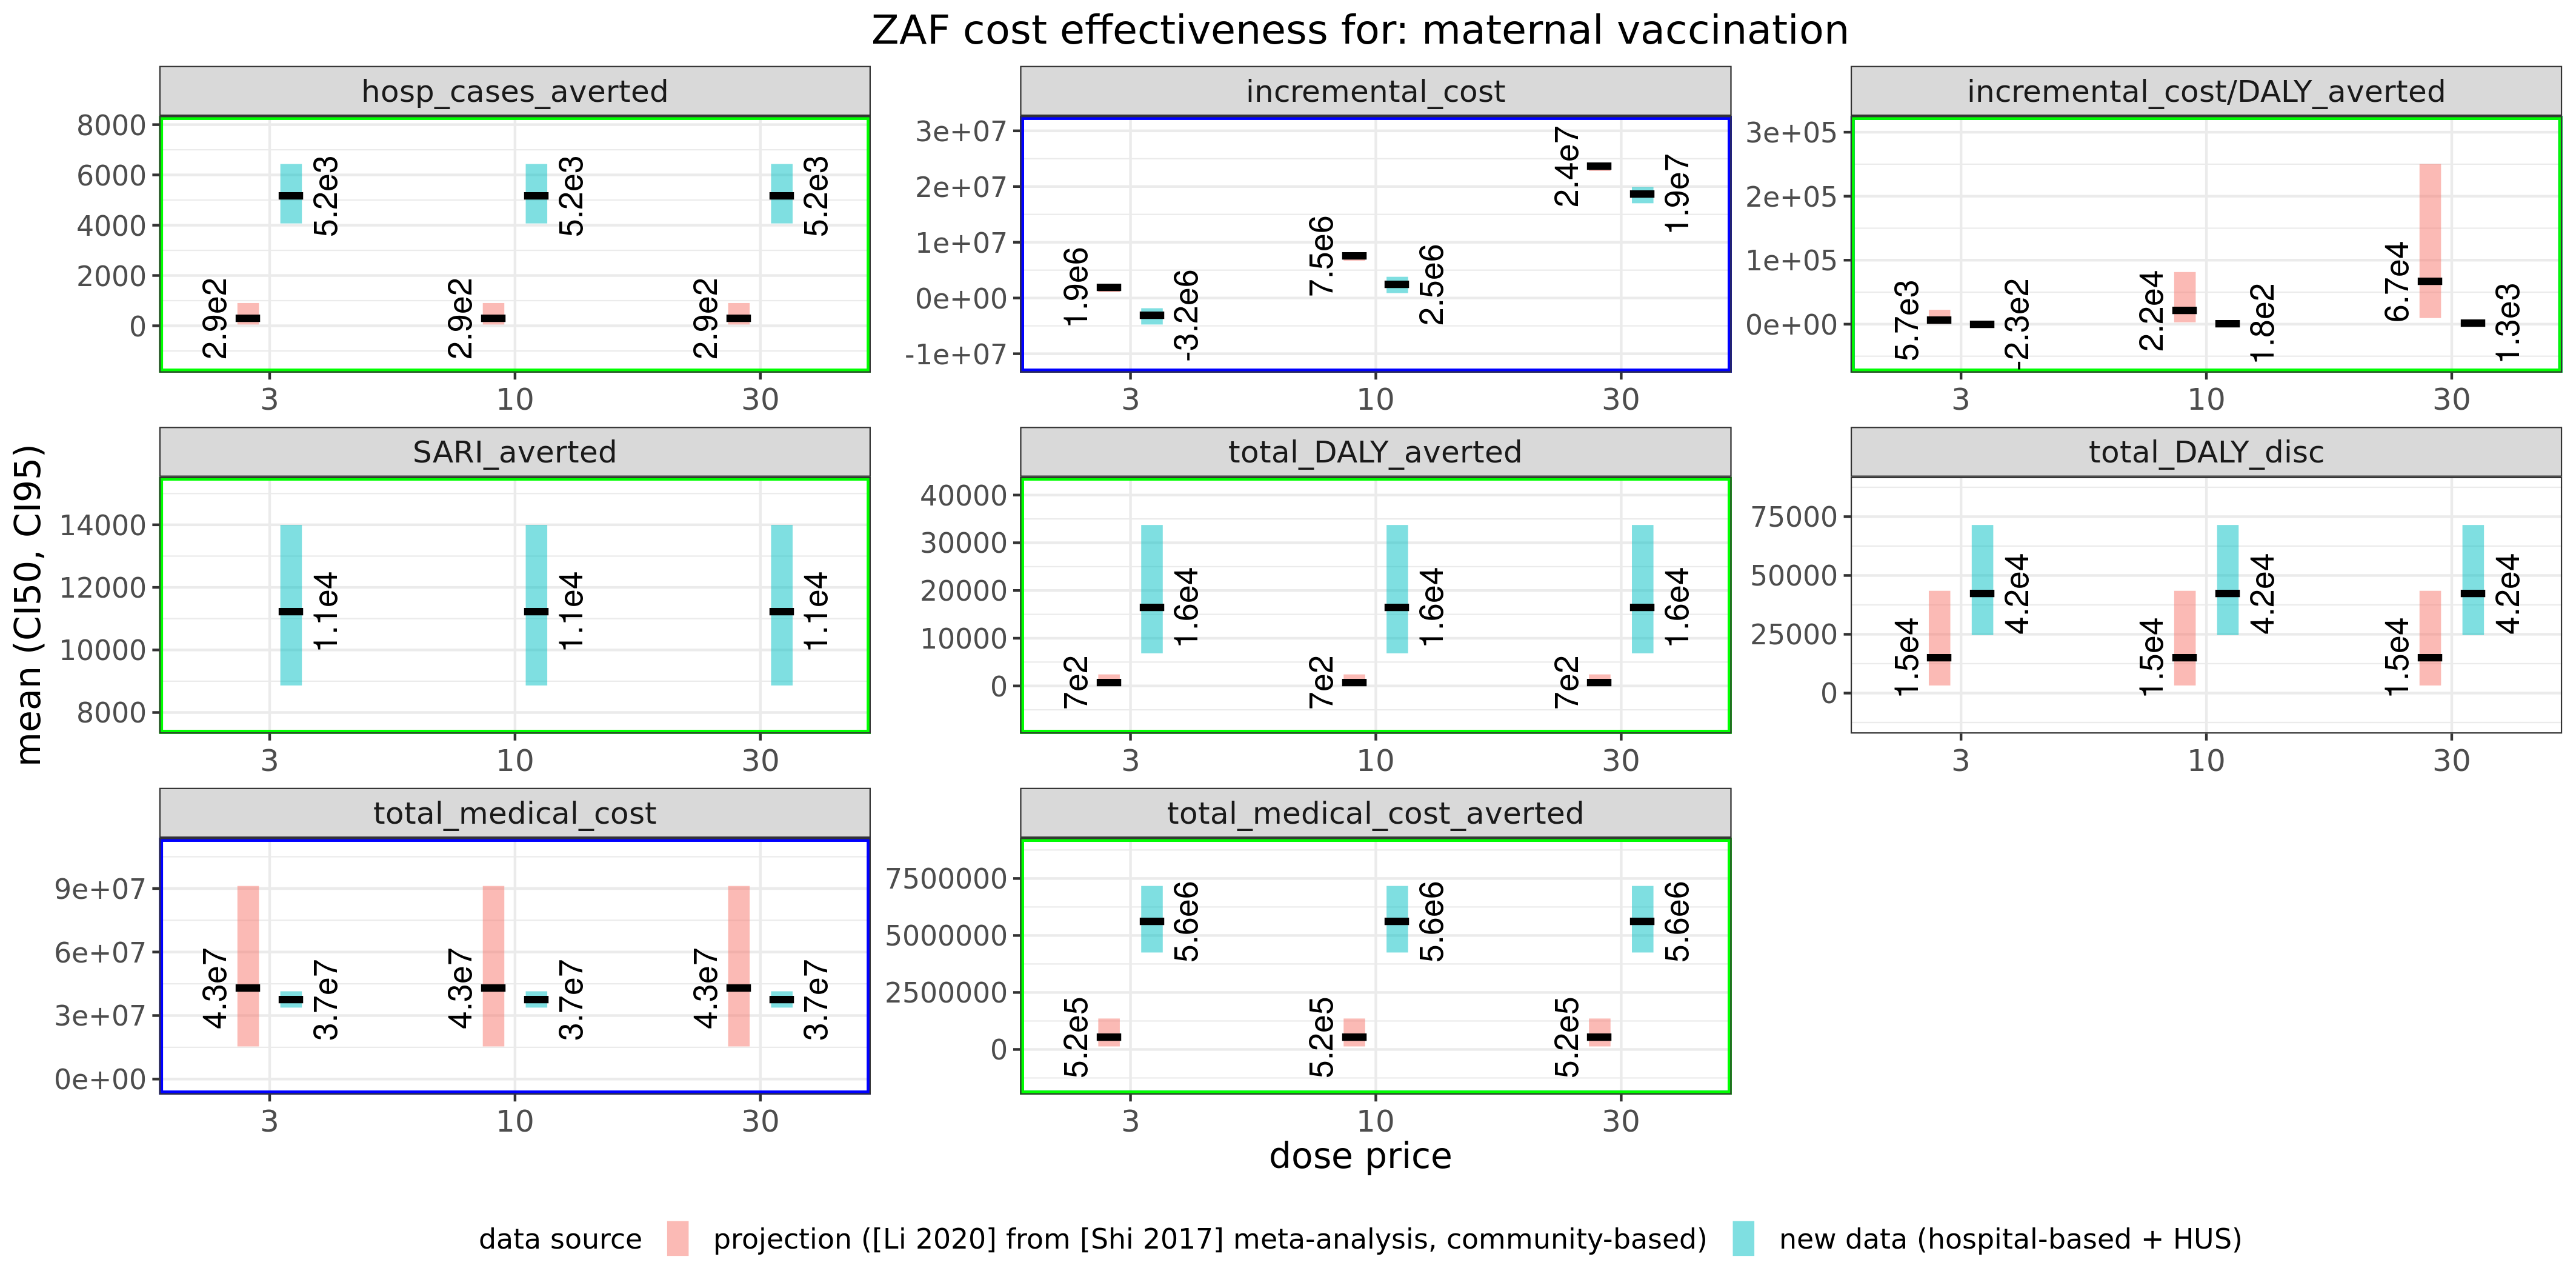 ZAF cost effectiveness for: maternal vaccination
mean (CI50, CI95)
hosp_cases_averted
8000
6000
4000
2000
0
2.9e2
5.2e3
2.9e2
5.2e3
2.9e2
5.2e3
3 10 30
incremental_cost
3e+07
2e+07
1e+07
0e+00
-1e+07
1.9e6
-3.2e6
7.5e6
2.5e6
2.4e7
1.9e7
3 10 30
incremental_cost/DALY_averted
3e+05
2e+05
1e+05
0e+00
5.7e3
-2.3e2
2.2e4
1.8e2
6.7e4
1.3e3
3 10 30
SARI_averted
14000
12000
10000
8000
1.1e4
1.1e4
1.1e4
3 10 30
total_DALY_averted
40000
30000
20000
10000
0
7e2
1.6e4
7e2
1.6e4
7e2
1.6e4
3 10 30
total_DALY_disc
75000
50000
25000
0
1.5e4
4.2e4
1.5e4
4.2e4
1.5e4
4.2e4
3 10 30
total_medical_cost
9e+07
6e+07
3e+07
0e+00
4.3e7
3.7e7
4.3e7
3.7e7
4.3e7
3.7e7
3 10 30
total_medical_cost_averted
7500000
5000000
2500000
0
5.2e5
5.6e6
5.2e5
5.6e6
5.2e5
5.6e6
3 10 30
dose price
data source projection ([Li 2020] from [Shi 2017] meta-analysis, community-based) new data (hospital-based + HUS)